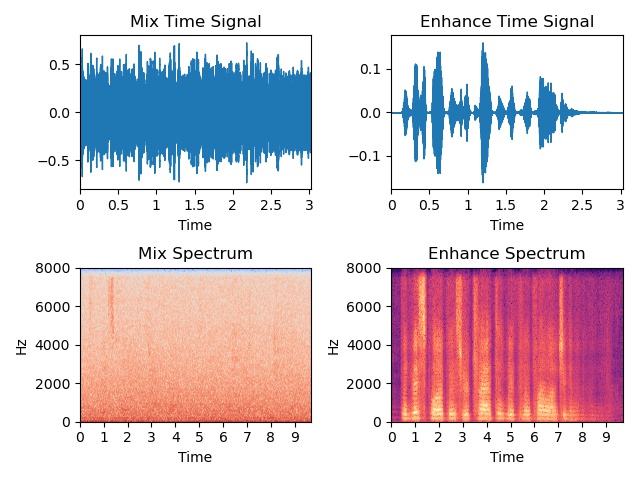 Mix Time Signal
0.5
0.0
−0.5
0 0.5 1 1.5 2 2.5 3
Time
Enhance Time Signal
0.1
0.0
−0.1
0 0.5 1 1.5 2 2.5 3
Time
Mix Spectrum
Hz
8000
6000
4000
2000
0
0 1 2 3 4 5 6 7 8 9
Time
Enhance Spectrum
Hz
8000
6000
4000
2000
0
0 1 2 3 4 5 6 7 8 9
Time